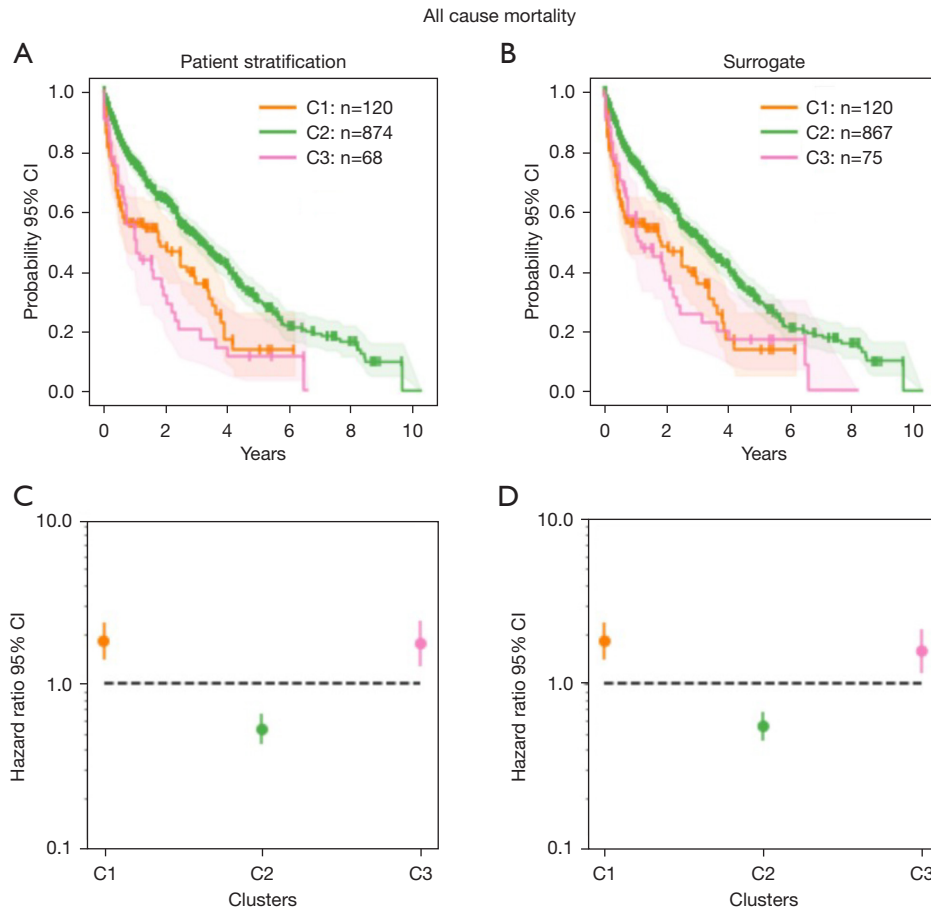 All cause mortality
A
Patient stratification
Probability 95% CI
1.0
0.8
0.6
0.4
0.2
0.0
C1: n=120
C2: n=874
C3: n=68
0 2 4 6 8 10
Years
B
Surrogate
Probability 95% CI
1.0
0.8
0.6
0.4
0.2
0.0
C1: n=120
C2: n=867
C3: n=75
0 2 4 6 8 10
Years
C
Hazard ratio 95% CI
10.0
1.0
0.1
C1 C2 C3
Clusters
D
Hazard ratio 95% CI
10.0
1.0
0.1
C1 C2 C3
Clusters